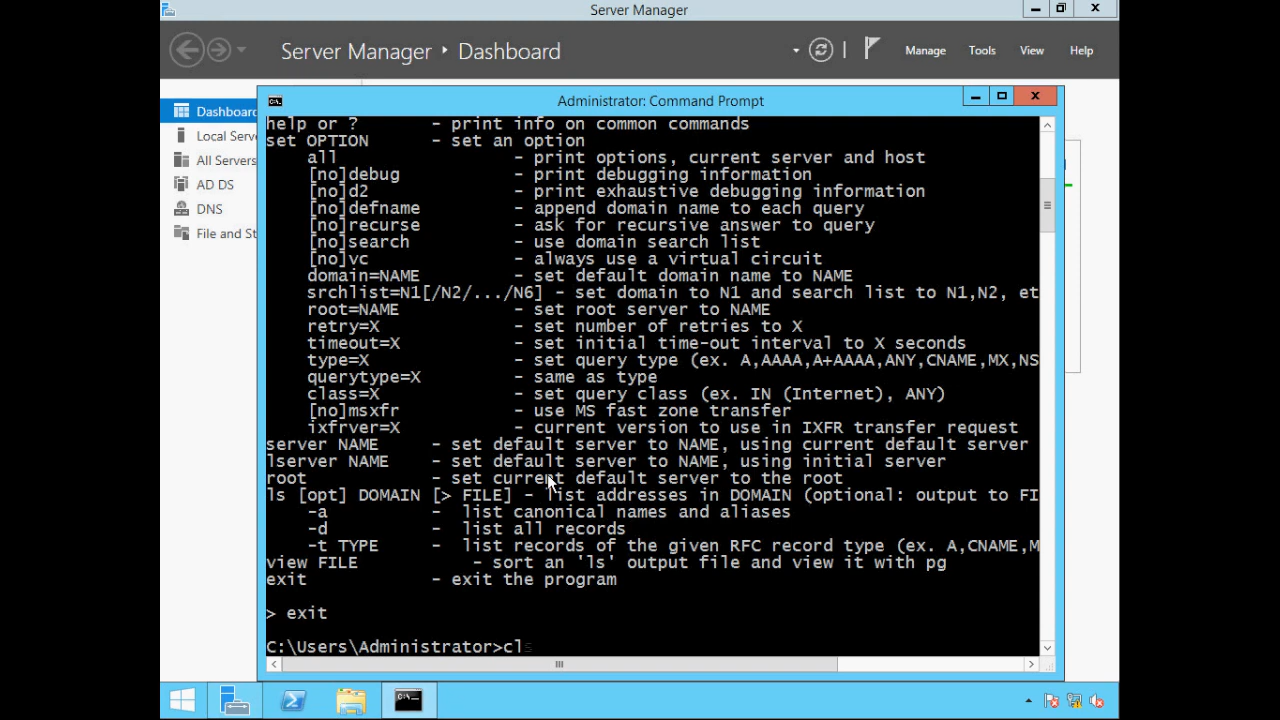 Server Manager
Server Manager ‣ Dashboard
Manage Tools View Help
Dashboard
Local Serve
All Servers
AD DS
DNS
File and St
Administrator: Command Prompt
help or ? - print info on common commands
set OPTION - set an option
all - print options, current server and host
[no]debug - print debugging information
[no]d2 - print exhaustive debugging information
[no]defname - append domain name to each query
[no]recurse - ask for recursive answer to query
[no]search - use domain search list
[no]vc - always use a virtual circuit
domain=NAME - set default domain name to NAME
srchlist=N1[/N2/.../N6] - set domain to N1 and search list to N1,N2, et
root=NAME - set root server to NAME
retry=X - set number of retries to X
timeout=X - set initial time-out interval to X seconds
type=X - set query type (ex. A,AAAA,A+AAAA,ANY,CNAME,MX,NS
querytype=X - same as type
class=X - set query class (ex. IN (Internet), ANY)
[no]msxfr - use MS fast zone transfer
ixfrver=X - current version to use in IXFR transfer request
server NAME - set default server to NAME, using current default server
lserver NAME - set default server to NAME, using initial server
root - set current default server to the root
ls [opt] DOMAIN [> FILE] - list addresses in DOMAIN (optional: output to FI
-a - list canonical names and aliases
-d - list all records
-t TYPE - list records of the given RFC record type (ex. A,CNAME,M
view FILE - sort an 'ls' output file and view it with pg
exit - exit the program
> exit
C:\Users\Administrator>cls